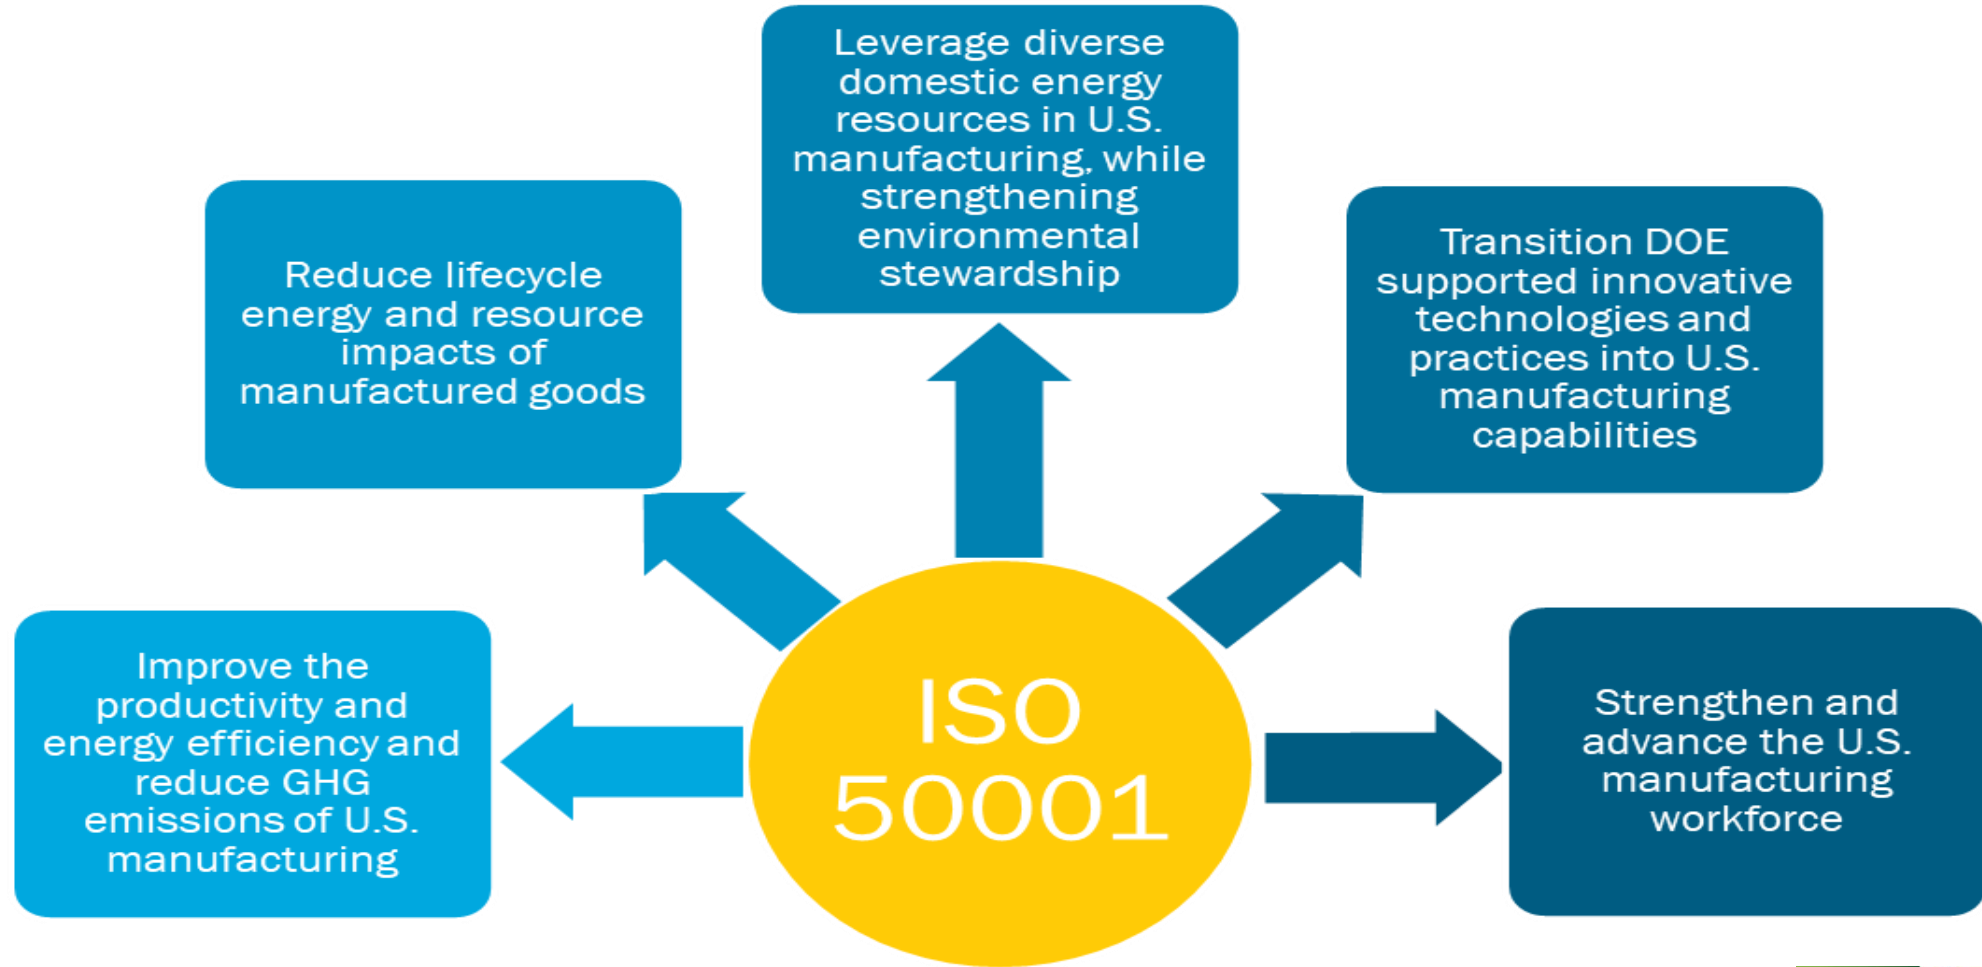 Leverage diverse
domestic energy
resources in U.S.
manufacturing, while
strengthening
environmental
stewardship
Reduce lifecycle
energy and resource
impacts of
manufactured goods
Transition DOE
supported innovative
technologies and
practices into U.S.
manufacturing
capabilities
Improve the
productivity and
energy efficiency and
reduce GHG
emissions of U.S.
manufacturing
ISO
50001
Strengthen and
advance the U.S.
manufacturing
workforce